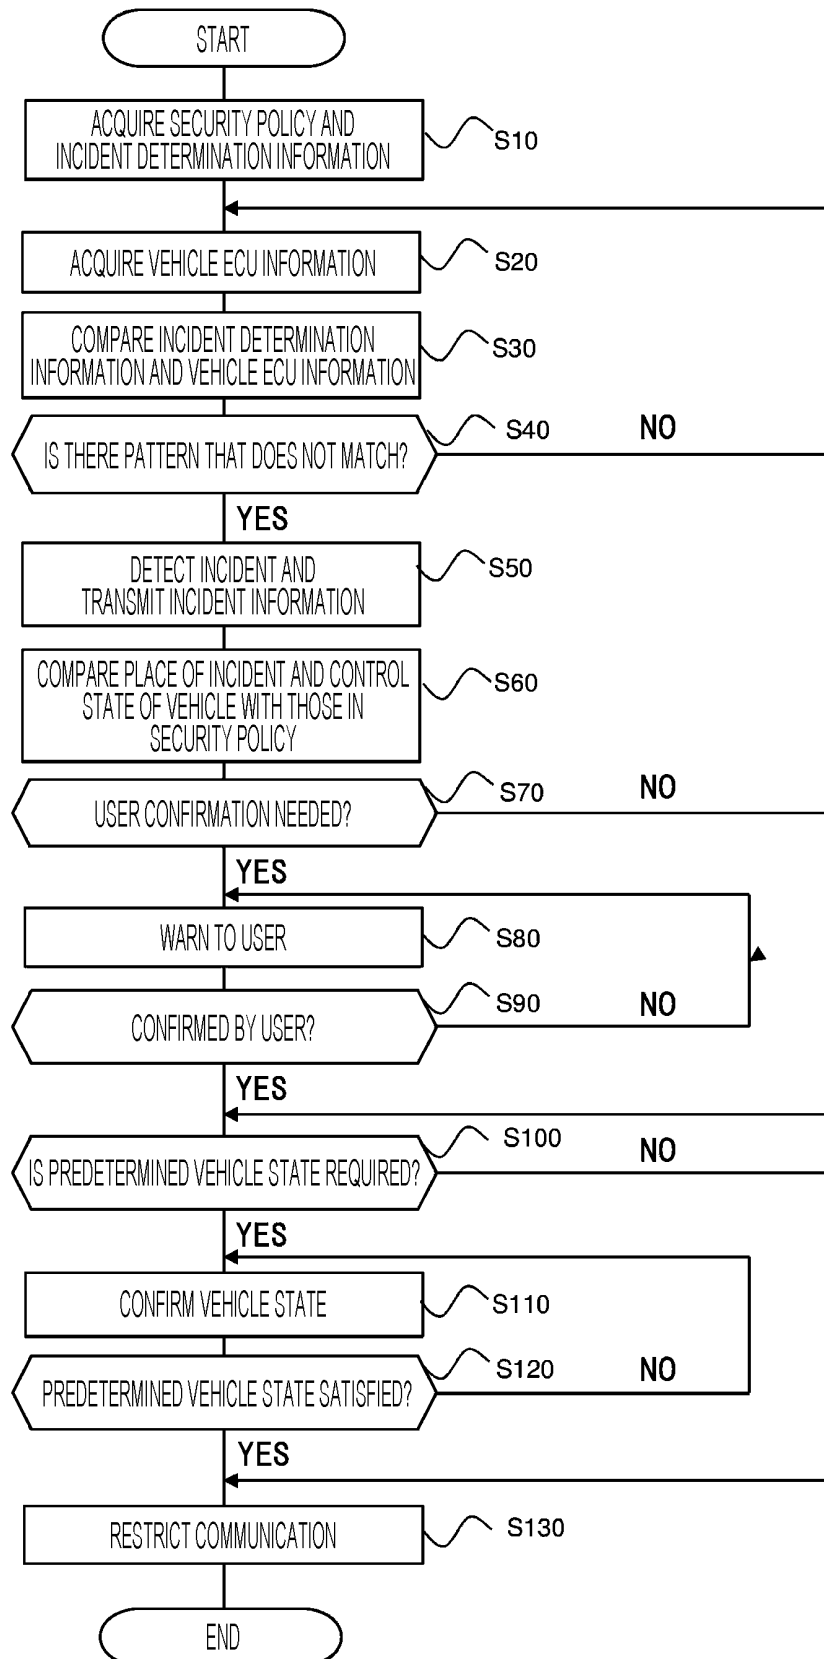 START
ACQUIRE SECURITY POLICY AND
INCIDENT DETERMINATION INFORMATION
S10
ACQUIRE VEHICLE ECU INFORMATION
S20
COMPARE INCIDENT DETERMINATION
INFORMATION AND VEHICLE ECU INFORMATION
S30
IS THERE PATTERN THAT DOES NOT MATCH?
S40
NO
YES
DETECT INCIDENT AND
TRANSMIT INCIDENT INFORMATION
S50
COMPARE PLACE OF INCIDENT AND CONTROL
STATE OF VEHICLE WITH THOSE IN
SECURITY POLICY
S60
USER CONFIRMATION NEEDED?
S70
NO
YES
WARN TO USER
S80
CONFIRMED BY USER?
S90
NO
YES
IS PREDETERMINED VEHICLE STATE REQUIRED?
S100
NO
YES
CONFIRM VEHICLE STATE
S110
PREDETERMINED VEHICLE STATE SATISFIED?
S120
NO
YES
RESTRICT COMMUNICATION
S130
END